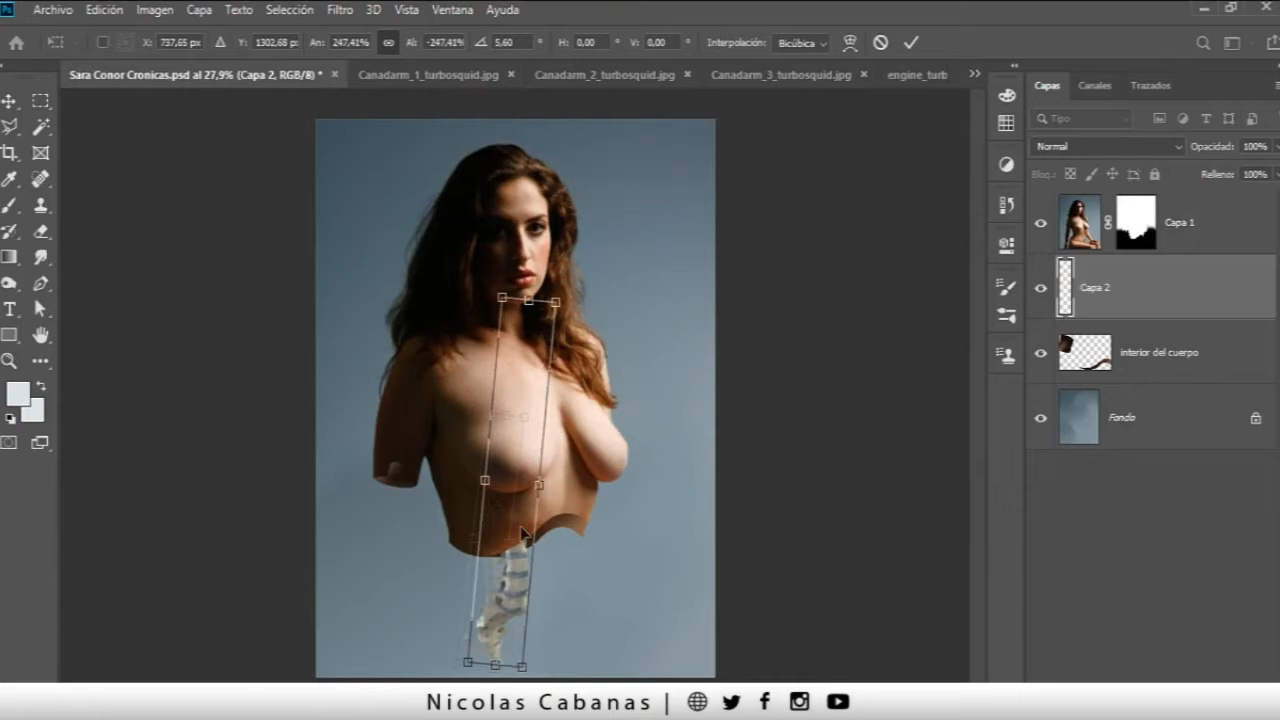 Ps Archivo Edición Imagen Capa Texto Selección Filtro 3D Vista Ventana Ayuda
X: 737,65 px Y: 1302,68 px An: 247,41% Al: -247,41% 5,60 ° H: 0,00 ° V: 0,00 ° Interpolación: Bicúbica
Sara Conor Cronicas.psd al 27,9% (Capa 2, RGB/8) * × Canadarm_1_turbosquid.jpg × Canadarm_2_turbosquid.jpg × Canadarm_3_turbosquid.jpg × engine_turb
Capas Canales Trazados
Tipo
Normal Opacidad: 100%
Bloq.: Relleno: 100%
Capa 1
Capa 2
interior del cuerpo
Fondo
Nicolas Cabanas |